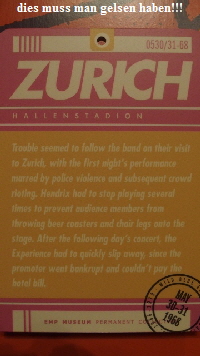 dies muss man gelsen haben!!!
0530/31-68
ZURICH
HALLENSTADION
Trouble seemed to follow the band on their visit
to Zurich, with the first night's performance
marred by police violence and subsequent crowd
rioting. Hendrix had to stop playing several
times to prevent audience members from
throwing beer coasters and chair legs onto the
stage. After the following day's concert, the
Experience had to quickly slip away, since the
promoter went bankrupt and couldn't pay the
hotel bill.
EMP MUSEUM PERMANENT
MAY
30-31
1968